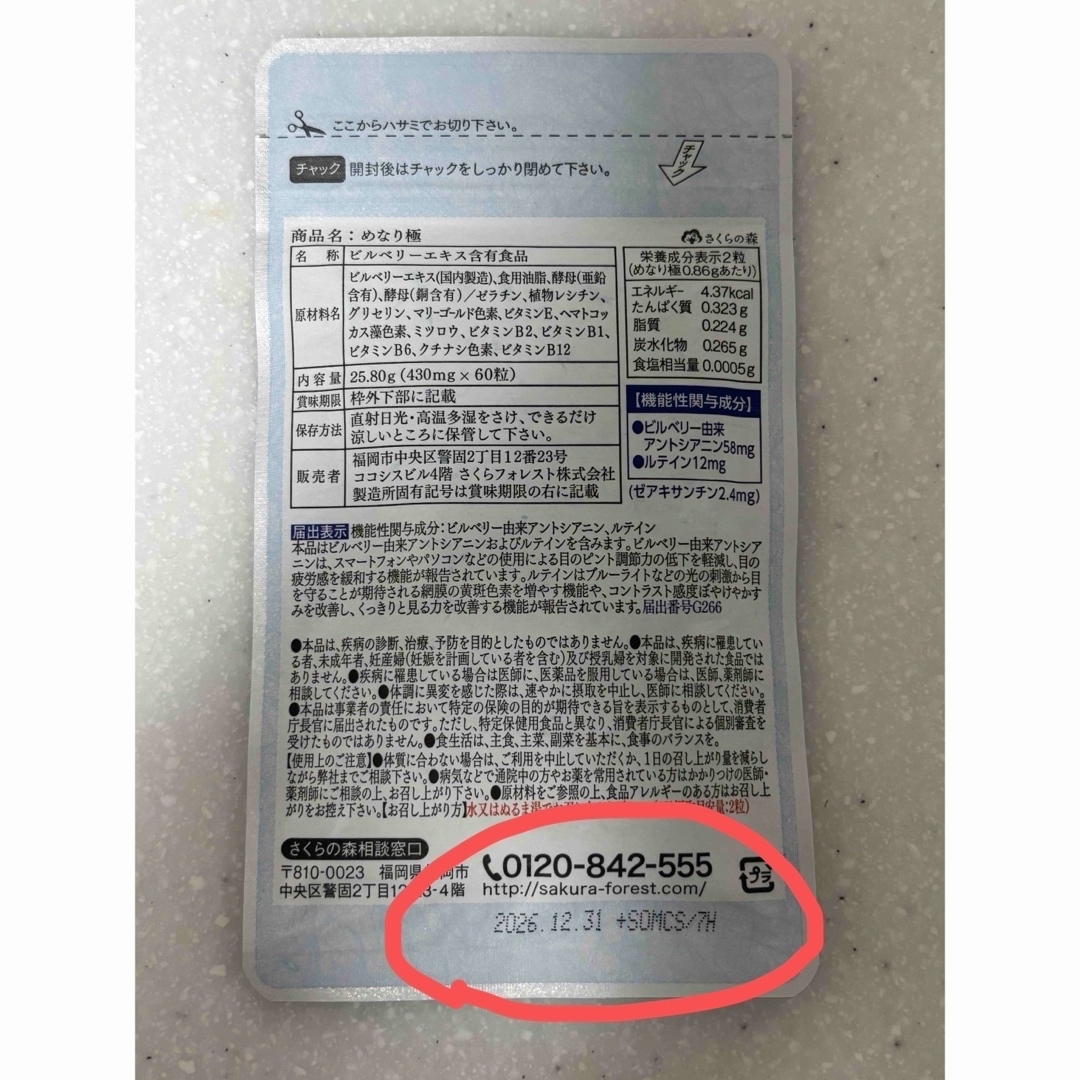 ここからハサミでお切り下さい。
チャック 開封後はチャックをしっかり閉めて下さい。
チャック
商品名：めなり極
さくらの森
名 称 ビルベリーエキス含有食品
原材料名 ビルベリーエキス(国内製造)、食用油脂、酵母(亜鉛
含有)、酵母(銅含有)／ゼラチン、植物レシチン、
グリセリン、マリーゴールド色素、ビタミンE、ヘマトコッ
カス藻色素、ミツロウ、ビタミンB2、ビタミンB1、
ビタミンB6、クチナシ色素、ビタミンB12
内容量 25.80g (430mg × 60粒)
賞味期限 枠外下部に記載
保存方法 直射日光・高温多湿をさけ、できるだけ
涼しいところに保管して下さい。
販売者 福岡市中央区警固2丁目12番23号
ココシスビル4階 さくらフォレスト株式会社
製造所固有記号は賞味期限の右に記載
栄養成分表示2粒
(めなり極0.86gあたり)
エネルギー 4.37kcal
たんぱく質 0.323g
脂質 0.224g
炭水化物 0.265g
食塩相当量 0.0005g
【機能性関与成分】
●ビルベリー由来
アントシアニン58mg
●ルテイン12mg
(ゼアキサンチン2.4mg)
届出表示 機能性関与成分：ビルベリー由来アントシアニン、ルテイン
本品はビルベリー由来アントシアニンおよびルテインを含みます。ビルベリー由来アントシア
ニンは、スマートフォンやパソコンなどの使用による目のピント調節力の低下を軽減し、目の
疲労感を緩和する機能が報告されています。ルテインはブルーライトなどの光の刺激から目
を守ることが期待される網膜の黄斑色素を増やす機能や、コントラスト感度(ぼやけやかす
みを改善し、くっきりと見る力を改善する機能が報告されています。届出番号G266
●本品は、疾病の診断、治療、予防を目的としたものではありません。●本品は、疾病に罹患してい
る者、未成年者、妊産婦(妊娠を計画している者を含む)及び授乳婦を対象に開発された食品では
ありません。●疾病に罹患している場合は医師に、医薬品を服用している場合は、医師、薬剤師に
相談してください。●体調に異変を感じた際は、速やかに摂取を中止し、医師に相談してください。
●本品は事業者の責任において特定の保険の目的が期待できる旨を表示するものとして、消費者
庁長官に届出されたものです。ただし、特定保健用食品と異なり、消費者庁長官による個別審査を
受けたものではありません。●食生活は、主食、主菜、副菜を基本に、食事のバランスを。
【使用上のご注意】●体質に合わない場合は、ご利用を中止していただくか、1日の召し上がり量を減らし
ながら弊社までご相談下さい。●病気などで通院中の方やお薬を常用されている方はかかりつけの医師・
薬剤師にご相談の上、お召し上がり下さい。●原材料をご参照の上、食品アレルギーのある方はお召し上
がりをお控え下さい。【お召し上がり方】水又はぬるま湯で 目安量:2粒)
さくらの森相談窓口
〒810-0023 福岡県 岡市
中央区警固2丁目12 3-4階
0120-842-555
http://sakura-forest.com/
プラ
2026.12.31 +SOMCS/7H